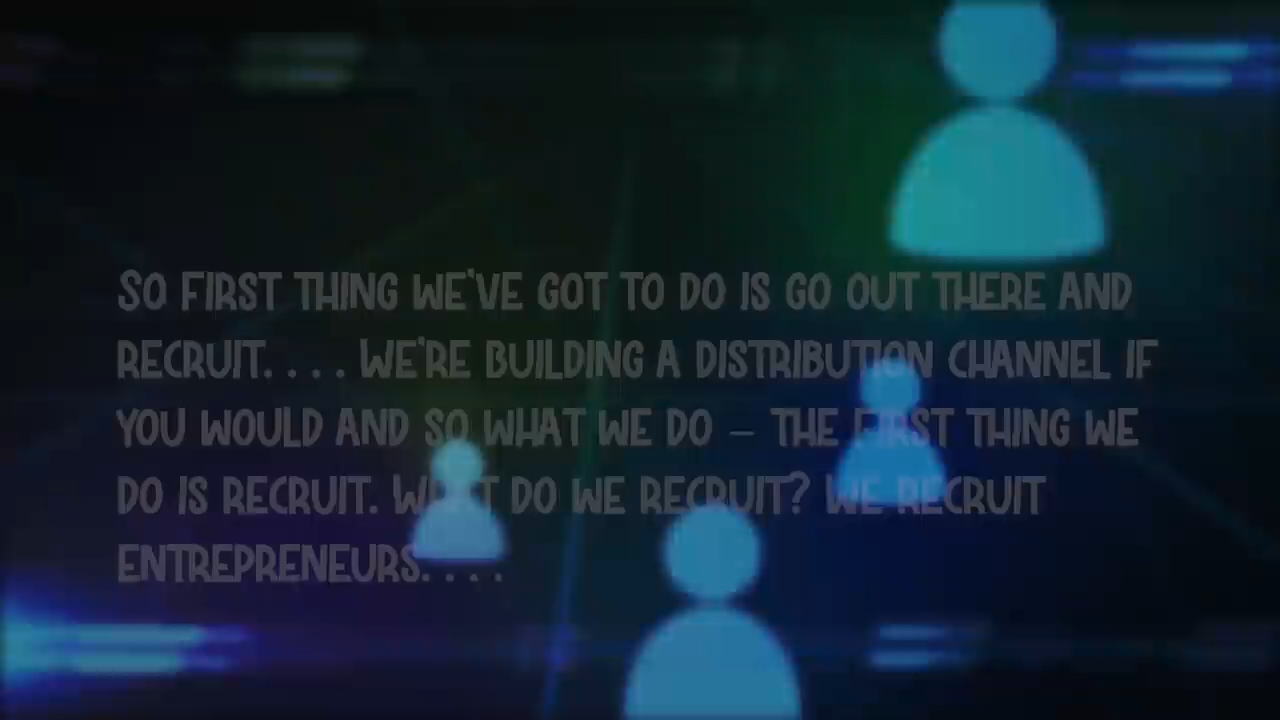 SO FIRST THING WE'VE GOT TO DO IS GO OUT THERE AND
RECRUIT. . . . WE'RE BUILDING A DISTRIBUTION CHANNEL IF
YOU WOULD AND SO WHAT WE DO – THE FIRST THING WE
DO IS RECRUIT. WHAT DO WE RECRUIT? WE RECRUIT
ENTREPRENEURS. . . .